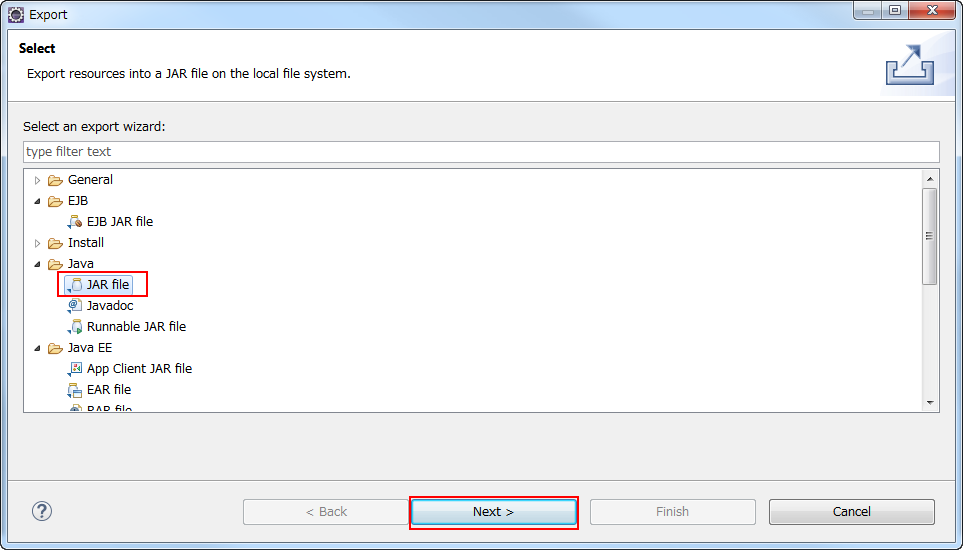 Export
Select
Export resources into a JAR file on the local file system.
Select an export wizard:
type filter text
General
EJB
EJB JAR file
Install
Java
JAR file
Javadoc
Runnable JAR file
Java EE
App Client JAR file
EAR file
RAR file
< Back
Next >
Finish
Cancel